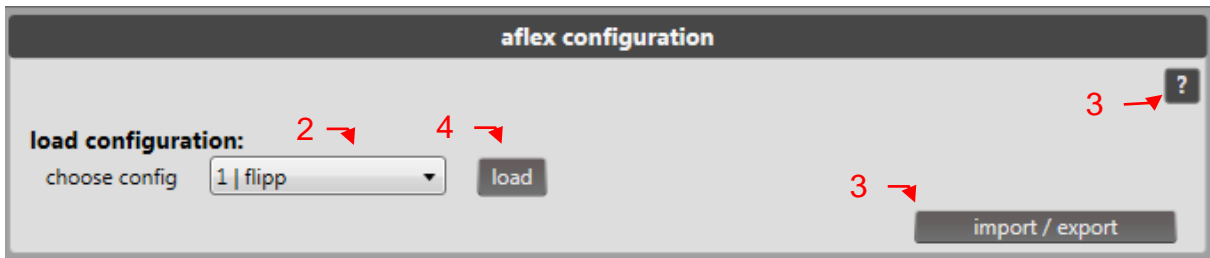 aflex configuration
?
3
load configuration:
2
4
choose config
1 | flipp
load
3
import / export